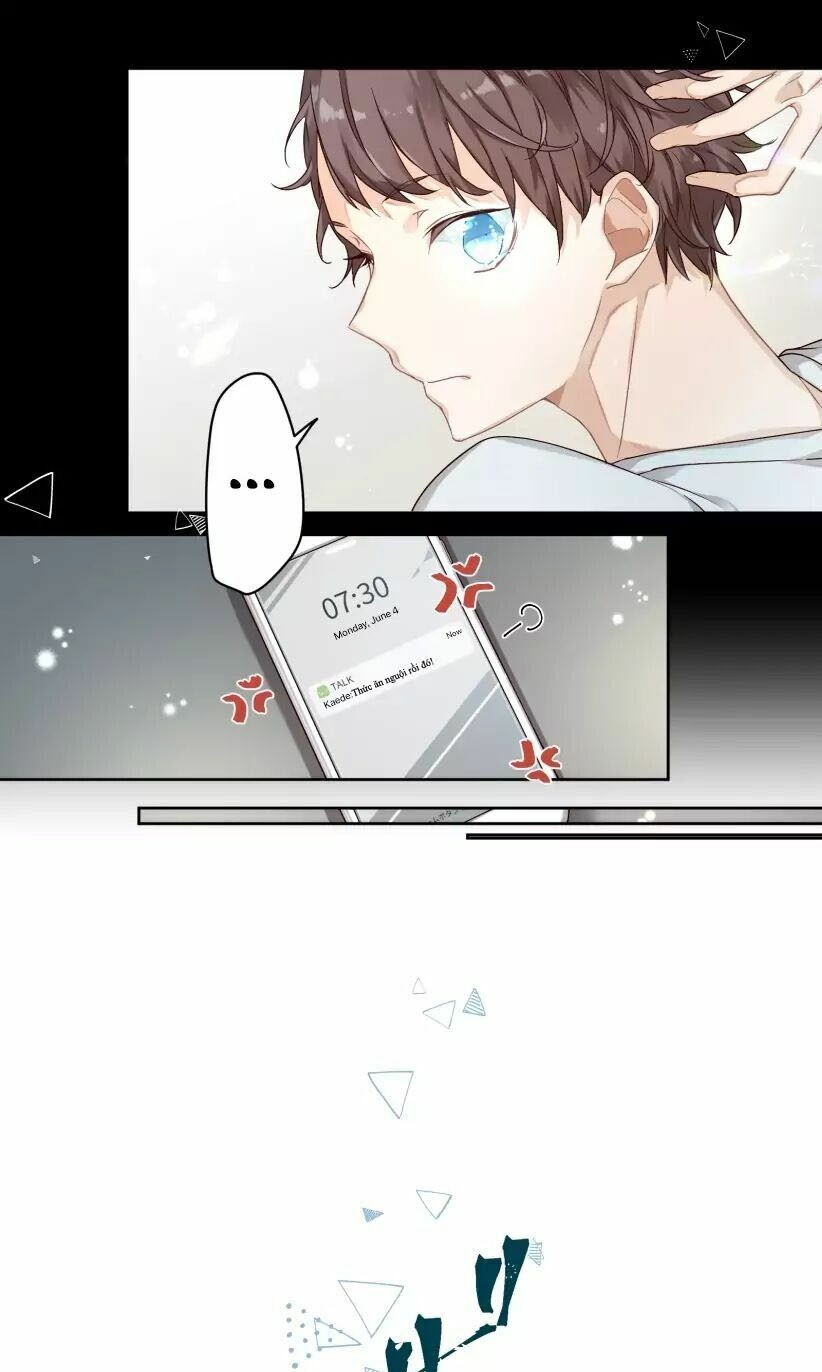 ...
07:30
Monday, June 4
Now
TALK
Kaede:Thức ăn nguội rồi đó!